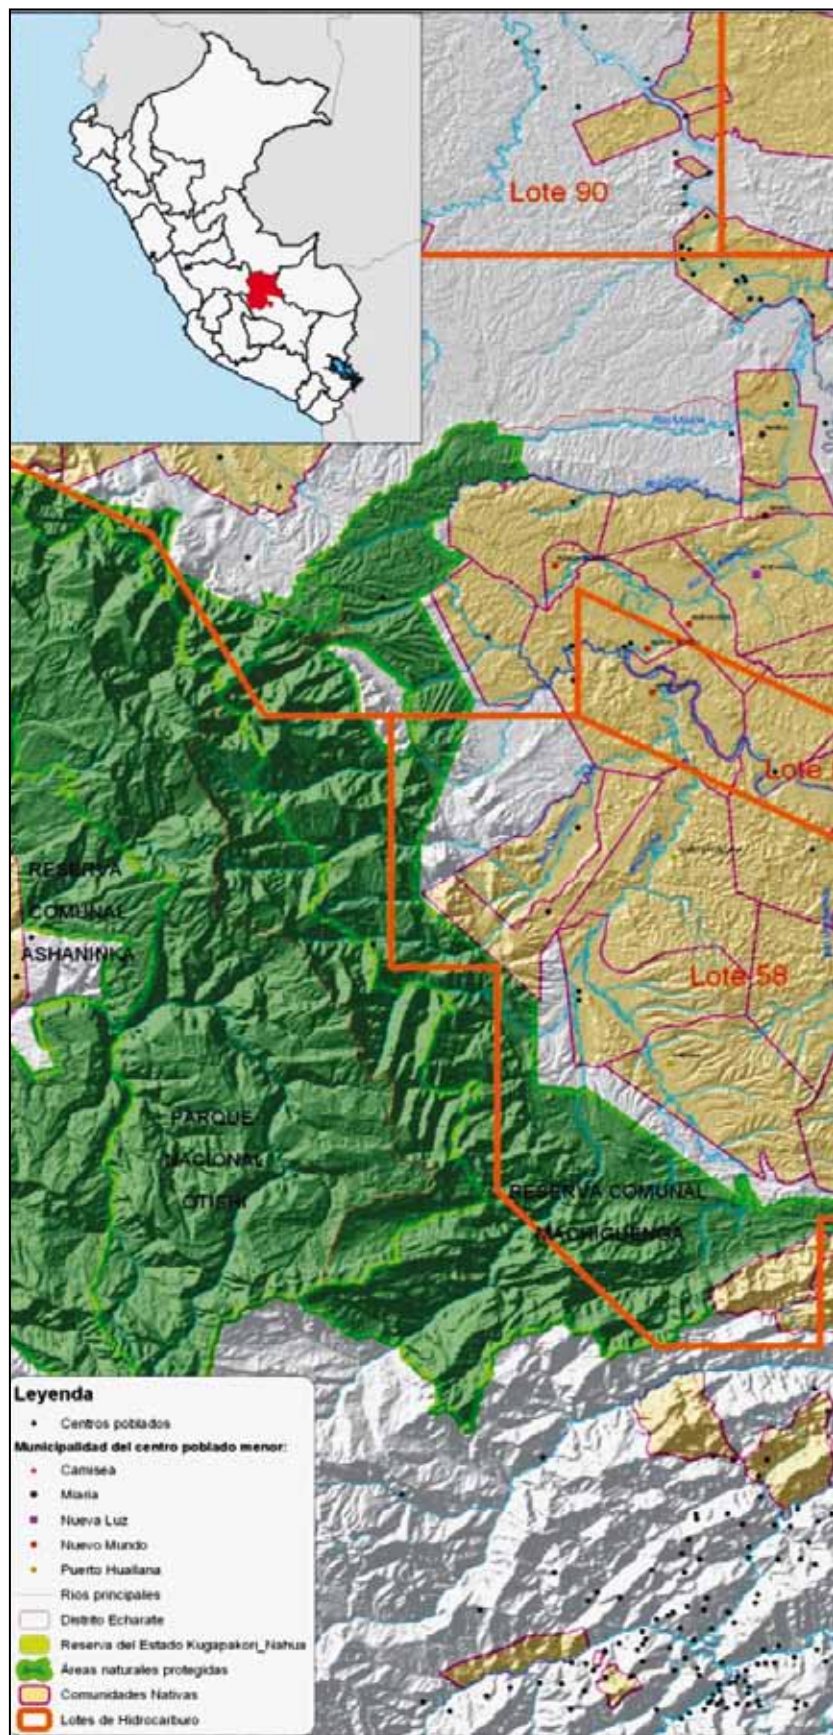 Lote 90
Lote
RESERVA
COMUNAL
ASHANINKA
Lote 58
PARQUE
NACIONAL
OTISHI
RESERVA COMUNAL
MACHIGUENGA
Leyenda
Centros poblados
Municipalidad del centro poblado menor:
Camisea
Miaria
Nueva Luz
Nuevo Mundo
Puerto Huallana
Rios principales
Distrito Echarate
Reserva del Estado Kugapakori_Nahua
Áreas naturales protegidas
Comunidades Nativas
Lotes de Hidrocarburo